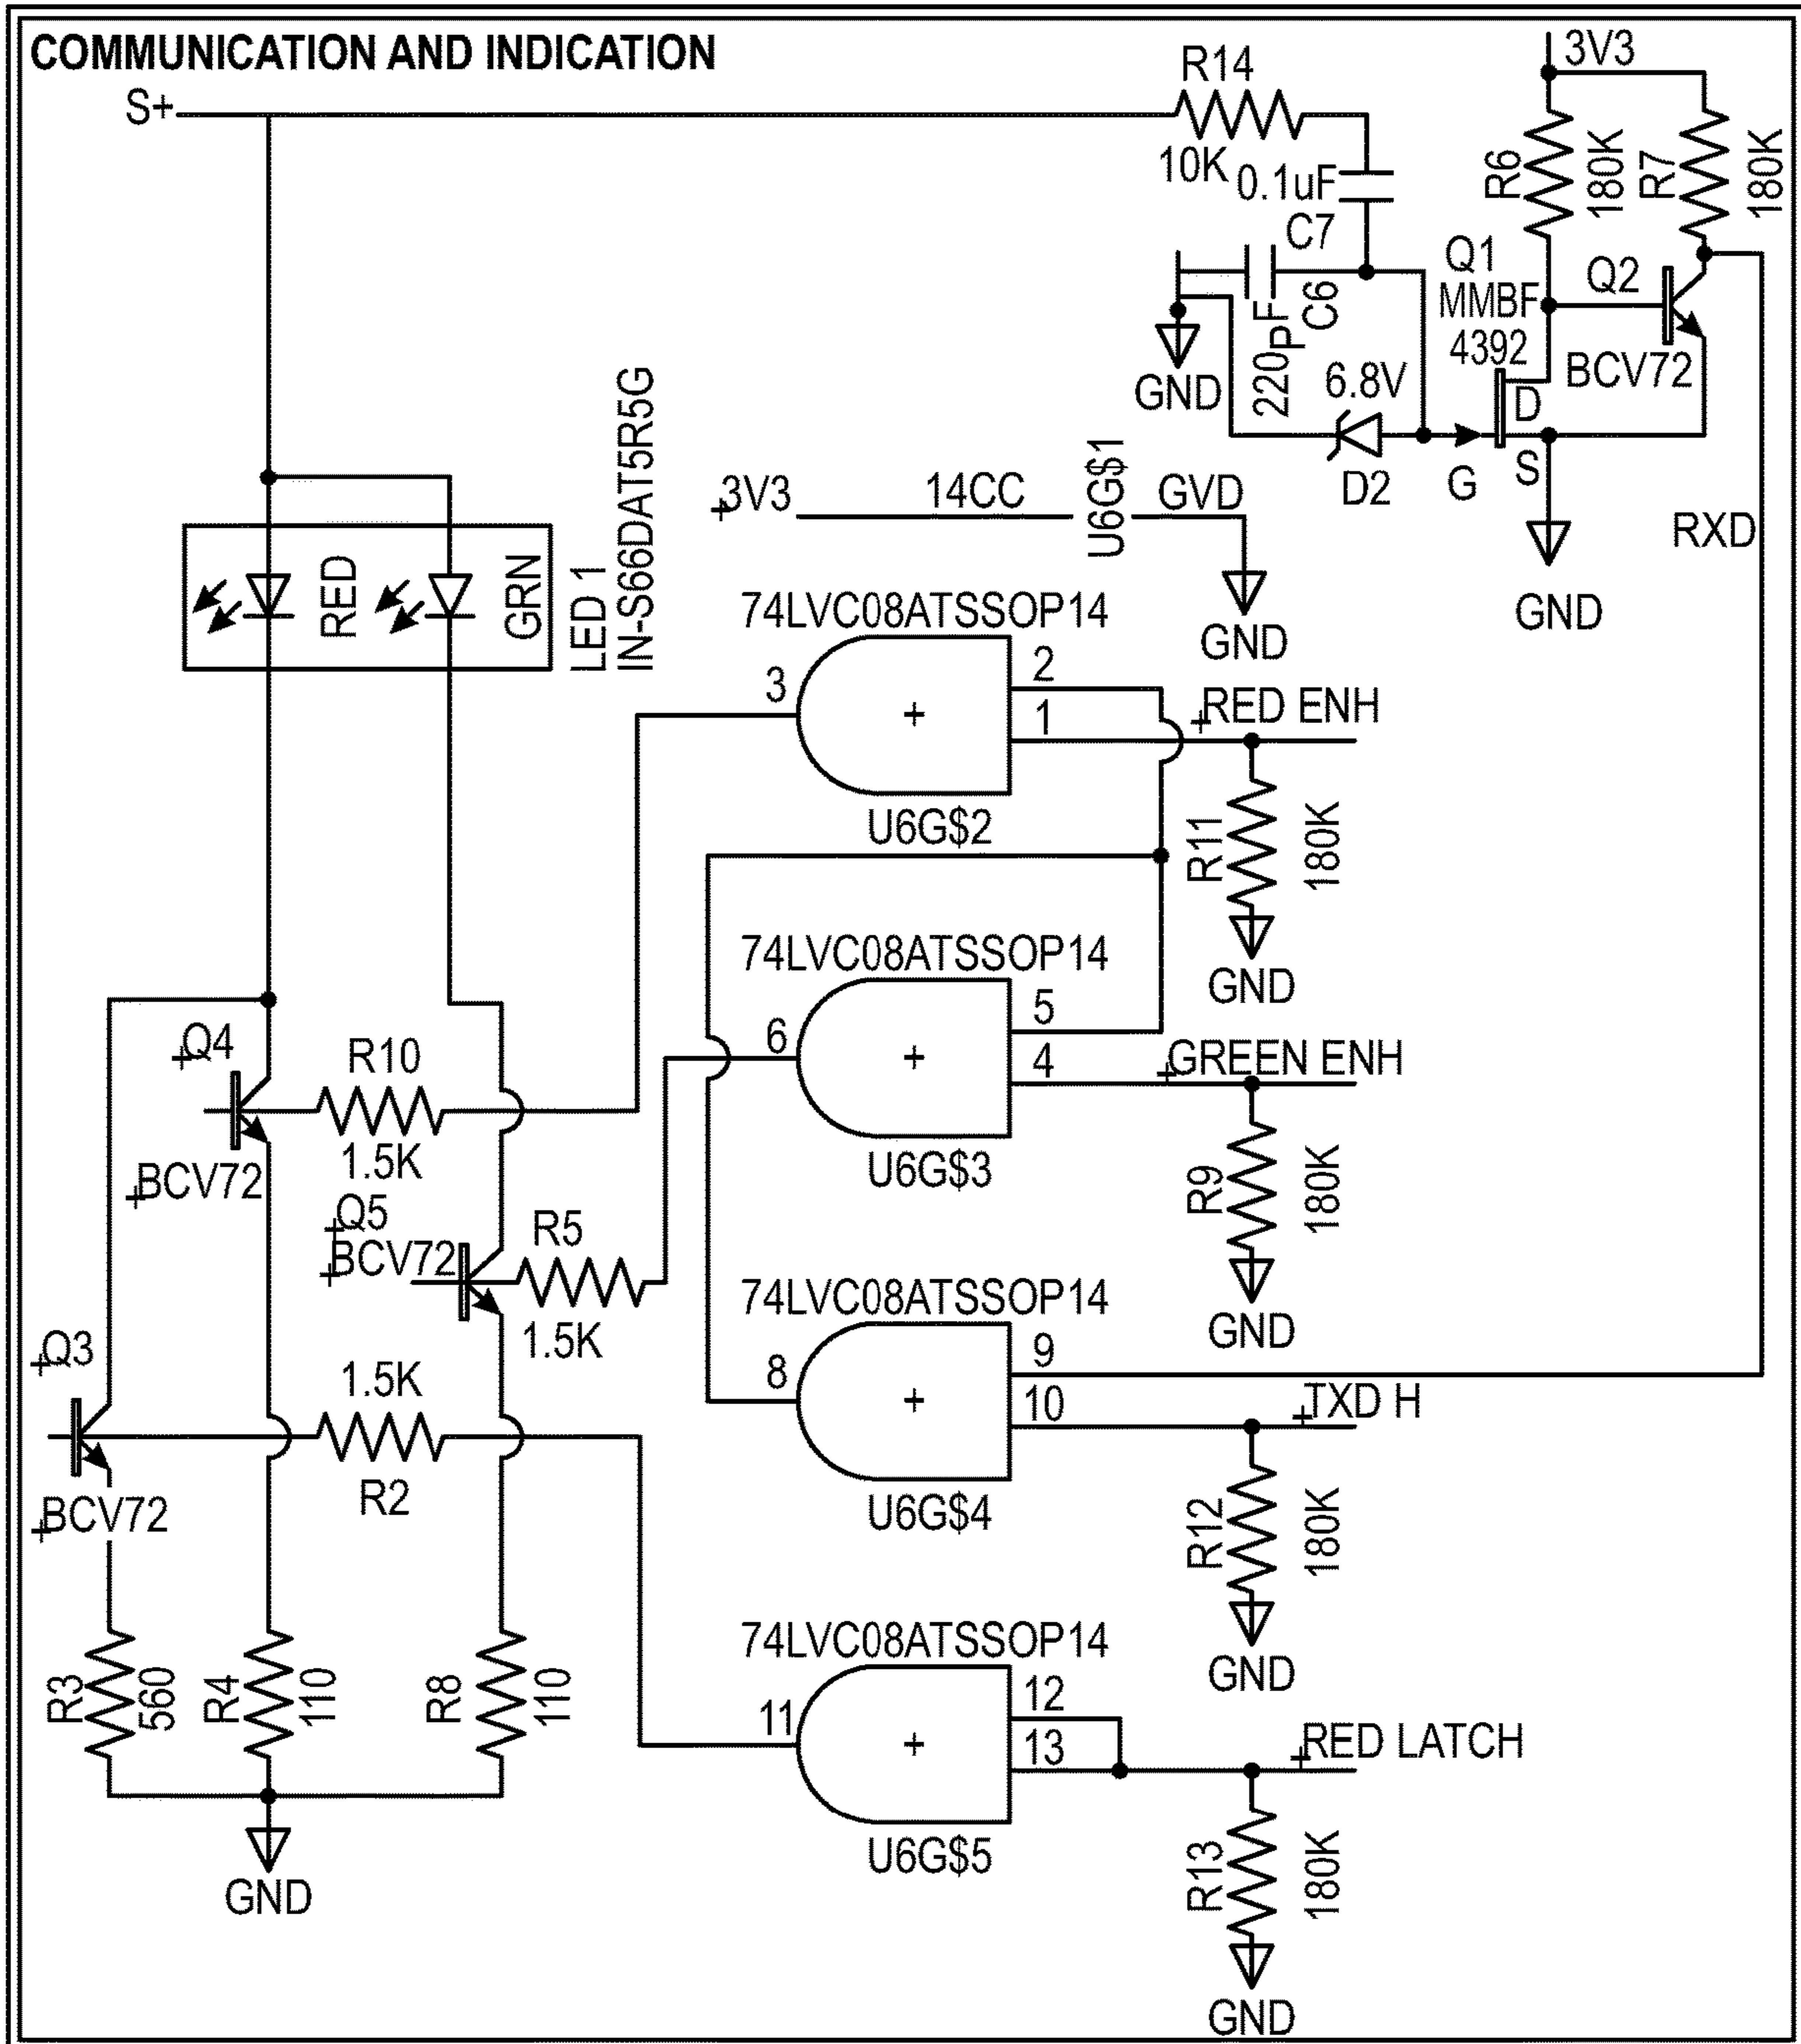 COMMUNICATION AND INDICATION
S+
R14
10K
0.1uF
C7
3V3
R6
180K
R7
180K
Q1
MMBF
4392
Q2
BCV72
C6
220pF
GND
6.8V
D2
G
D
S
GND
RXD
RED
GRN
LED 1
IN-S66DAT5R5G
+3V3
14CC
U6G$1
GVD
GND
74LVC08ATSSOP14
3
2
1
+
+RED ENH
U6G$2
R11
180K
GND
74LVC08ATSSOP14
6
5
4
+
+GREEN ENH
U6G$3
R9
180K
GND
+Q4
R10
1.5K
+BCV72
+Q5
+BCV72
R5
1.5K
74LVC08ATSSOP14
8
9
10
+
+TXD H
U6G$4
R12
180K
GND
+Q3
1.5K
R2
+BCV72
R3
560
R4
110
R8
110
GND
74LVC08ATSSOP14
11
12
13
+
+RED LATCH
U6G$5
R13
180K
GND